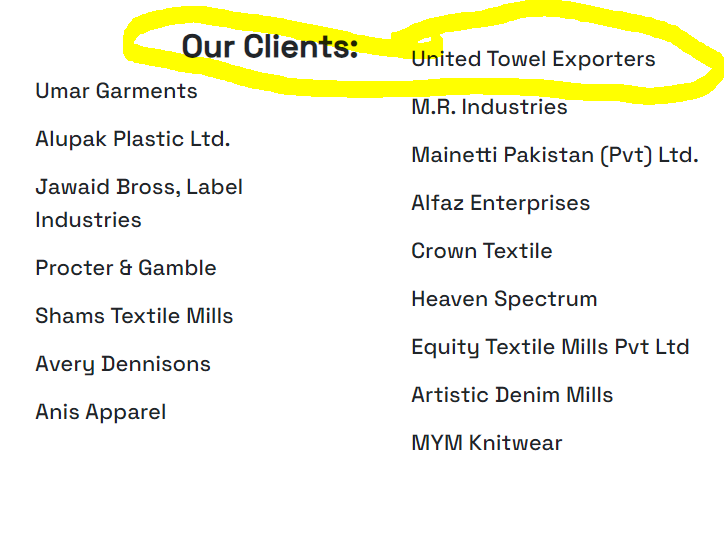 Our Clients:
Umar Garments
Alupak Plastic Ltd.
Jawaid Bross, Label
Industries
Procter & Gamble
Shams Textile Mills
Avery Dennisons
Anis Apparel
United Towel Exporters
M.R. Industries
Mainetti Pakistan (Pvt) Ltd.
Alfaz Enterprises
Crown Textile
Heaven Spectrum
Equity Textile Mills Pvt Ltd
Artistic Denim Mills
MYM Knitwear